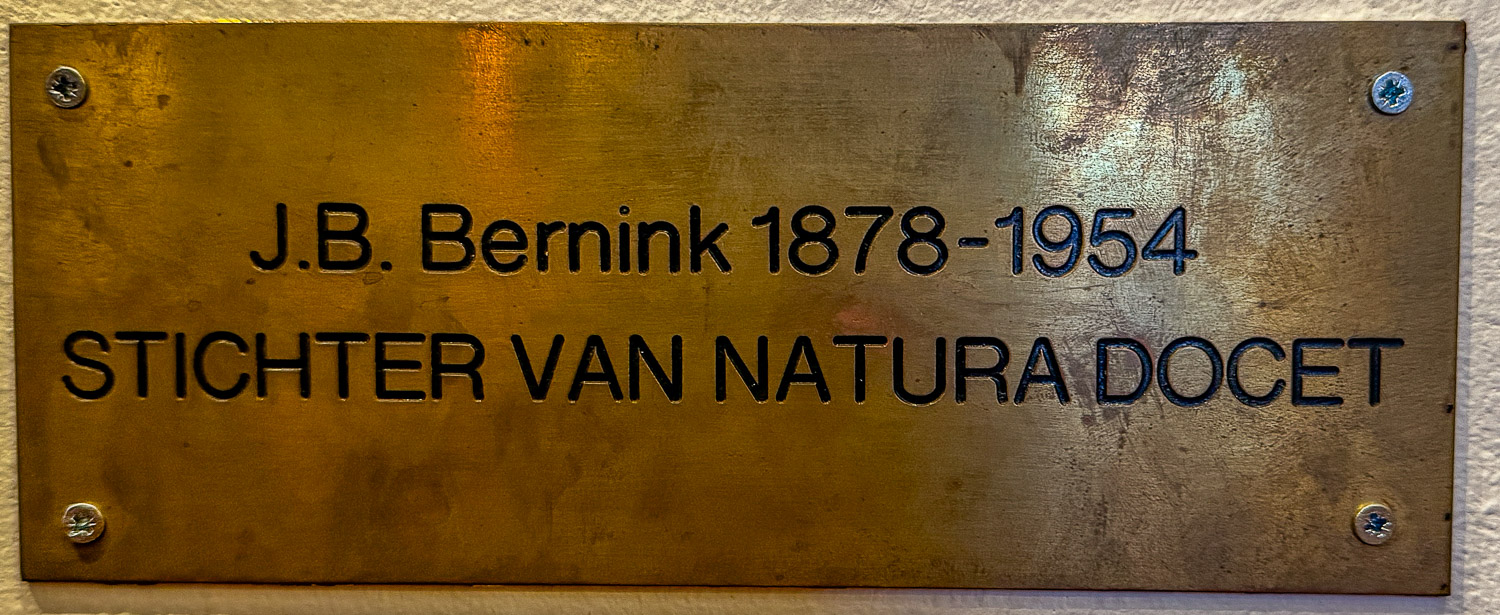 J.B. Bernink 1878-1954
STICHTER VAN NATURA DOCET